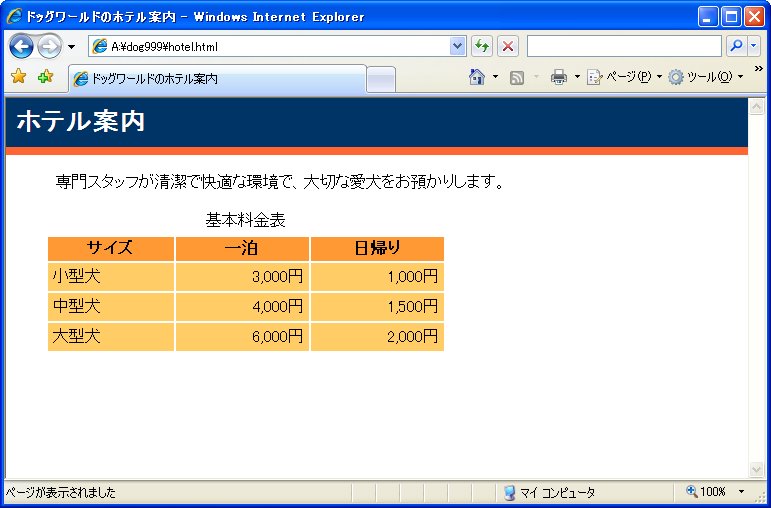 ドッグワールドのホテル案内 - Windows Internet Explorer
A:¥dog999¥hotel.html
ドッグワールドのホテル案内
ページ(P)
ツール(O)
ホテル案内
専門スタッフが清潔で快適な環境で、大切な愛犬をお預かりします。
基本料金表
サイズ 一泊 日帰り
小型犬 3,000円 1,000円
中型犬 4,000円 1,500円
大型犬 6,000円 2,000円
ページが表示されました マイ コンピュータ 100%